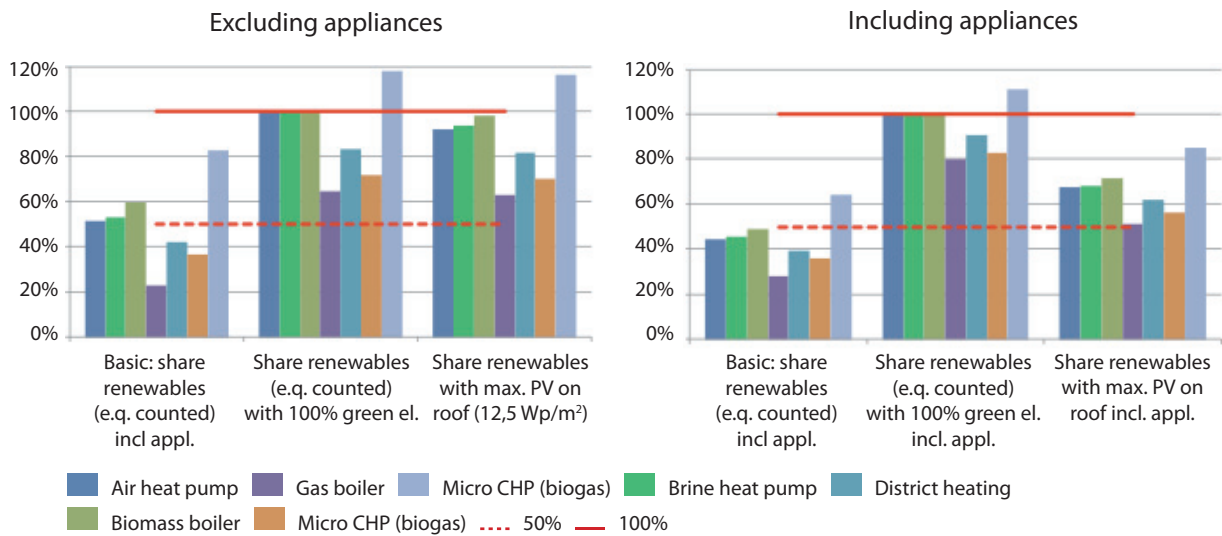 Excluding appliances
120%
100%
80%
60%
40%
20%
0%
Basic: share
renewables
(e.q. counted)
incl appl.
Share renewables
(e.q. counted)
with 100% green el.
Share renewables
with max. PV on
roof (12,5 Wp/m²)
Including appliances
120%
100%
80%
60%
40%
20%
0%
Basic: share
renewables
(e.q. counted)
incl appl.
Share renewables
(e.q. counted)
with 100% green el.
incl. appl.
Share renewables
with max. PV on
roof incl. appl.
Air heat pump Gas boiler Micro CHP (biogas) Brine heat pump District heating
Biomass boiler Micro CHP (biogas) 50% 100%